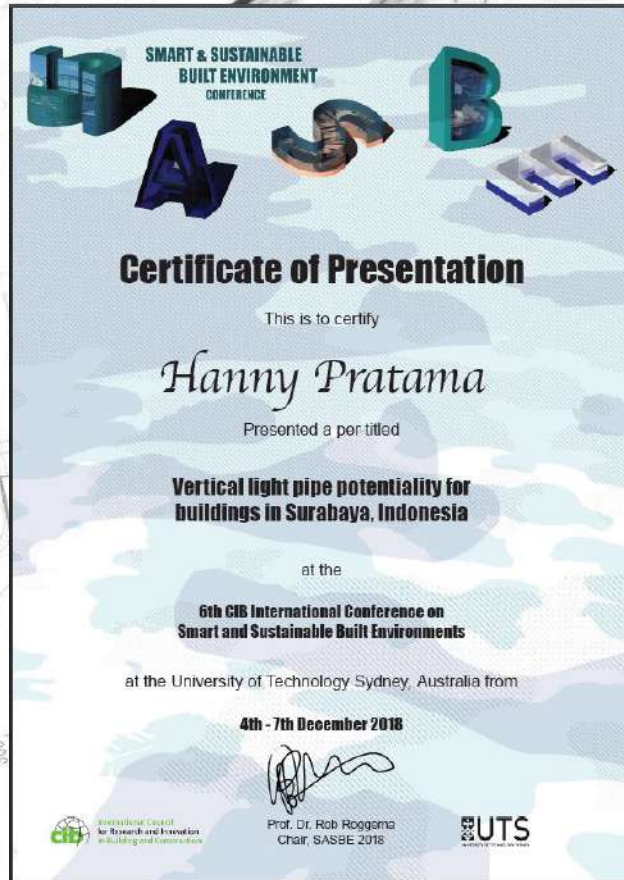 SMART & SUSTAINABLE
BUILT ENVIRONMENT
CONFERENCE
SASBE
Certificate of Presentation
This is to certify
Hanny Pratama
Presented a per titled
Vertical light pipe potentiality for
buildings in Surabaya, Indonesia
at the
6th CIB International Conference on
Smart and Sustainable Built Environments
at the University of Technology Sydney, Australia from
4th - 7th December 2018
Prof. Dr. Rob Roggema
Chair, SASBE 2018
cib
International Council
for Research and Innovation
in Building and Construction
UTS